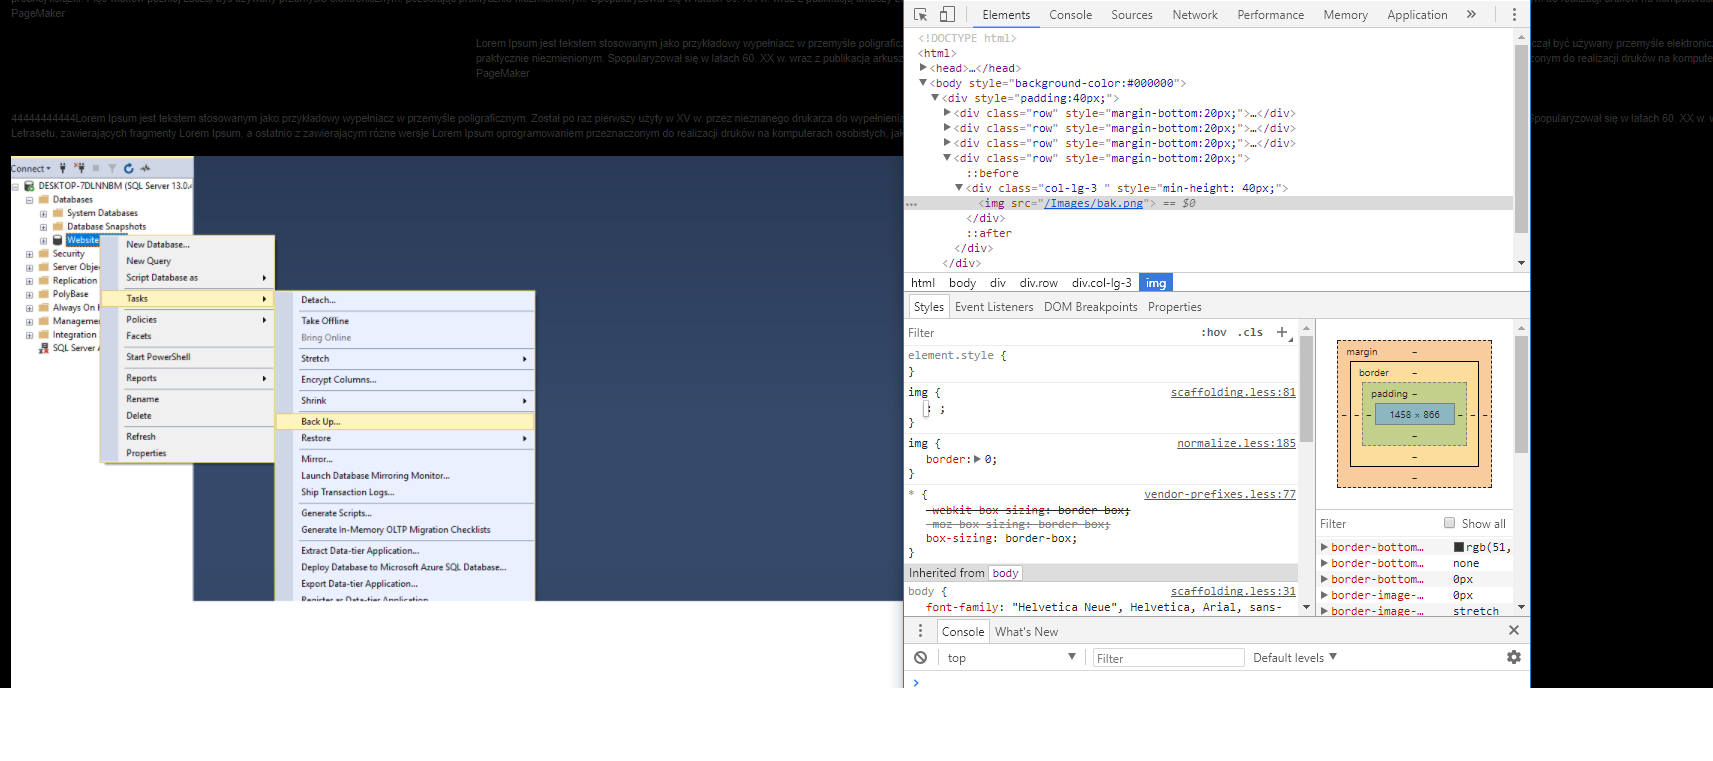 PageMaker
Lorem Ipsum jest tekstem stosowanym jako przykładowy wypełniacz w przemyśle poligraficz
praktycznie niezmienionym. Spopularyzował się w latach 60. XX w. wraz z publikacją arkusz
PageMaker
44444444444Lorem Ipsum jest tekstem stosowanym jako przykładowy wypełniacz w przemyśle poligraficznym. Został po raz pierwszy użyty w XV w. przez nieznanego drukarza do wypełnienia
Letrasetu, zawierających fragmenty Lorem Ipsum, a ostatnio z zawierającym różne wersje Lorem Ipsum oprogramowaniem przeznaczonym do realizacji druków na komputerach osobistych, jak
do realizacji druków na komputera
czął być używany przemyśle elektronicz
onym do realizacji druków na kompute
Spopularyzował się w latach 60. XX w. w
Connect
DESKTOP-7DLNNBM (SQL Server 13.0.4
Databases
System Databases
Database Snapshots
Website
Security
Server Obje
Replication
PolyBase
Always On H
Managemen
Integration
SQL Server A
New Database...
New Query
Script Database as
Tasks
Policies
Facets
Start PowerShell
Reports
Rename
Delete
Refresh
Properties
Detach...
Take Offline
Bring Online
Stretch
Encrypt Columns...
Shrink
Back Up...
Restore
Mirror...
Launch Database Mirroring Monitor...
Ship Transaction Logs...
Generate Scripts...
Generate In-Memory OLTP Migration Checklists
Extract Data-tier Application...
Deploy Database to Microsoft Azure SQL Database...
Export Data-tier Application...
Register as Data-tier Application
Elements Console Sources Network Performance Memory Application »
<!DOCTYPE html>
<html>
<head>…</head>
<body style="background-color:#000000">
<div style="padding:40px;">
<div class="row" style="margin-bottom:20px;">…</div>
<div class="row" style="margin-bottom:20px;">…</div>
<div class="row" style="margin-bottom:20px;">…</div>
<div class="row" style="margin-bottom:20px;">
::before
<div class="col-lg-3 " style="min-height: 40px;">
<img src="/Images/bak.png"> == $0
</div>
::after
</div>
</div>
html body div div.row div.col-lg-3 img
Styles Event Listeners DOM Breakpoints Properties
Filter :hov .cls +
element.style {
}
img { scaffolding.less:81
: ;
}
img { normalize.less:185
border: 0;
}
* { vendor-prefixes.less:77
-webkit-box-sizing: border-box;
-moz-box-sizing: border-box;
box-sizing: border-box;
}
Inherited from body
body { scaffolding.less:31
font-family: "Helvetica Neue", Helvetica, Arial, sans-
margin –
border –
padding –
– – – 1458 × 866 – – –
–
–
–
Filter Show all
border-bottom… rgb(51,
border-bottom… none
border-bottom… 0px
border-image-… 0px
border-image-… stretch
Console What's New
top Filter Default levels